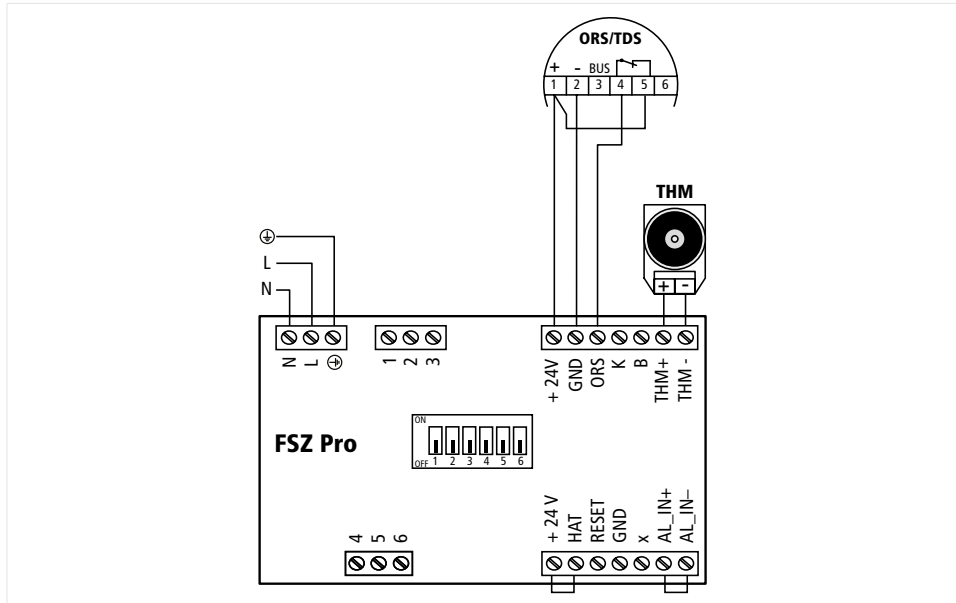 ORS/TDS
+ - BUS
1 2 3 4 5 6
THM
+ -
L
N
N L
1 2 3
+ 24V GND ORS K B THM+ THM -
FSZ Pro
ON
OFF 1 2 3 4 5 6
4 5 6
+ 24 V HAT RESET GND x AL_IN+ AL_IN–